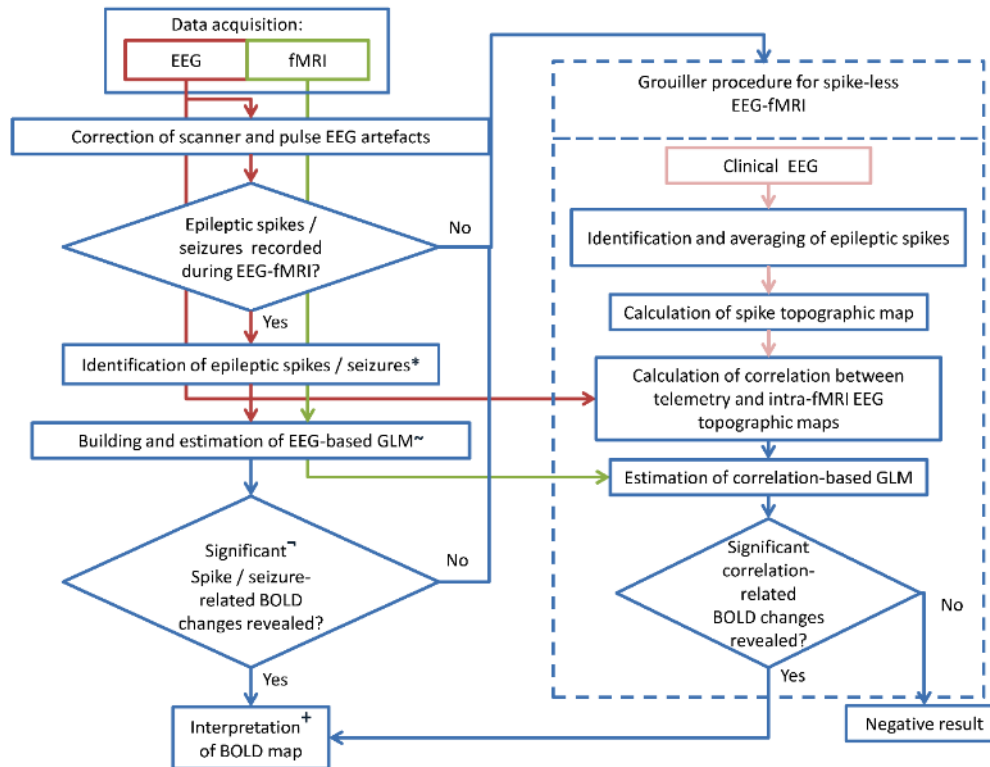 Data acquisition:
EEG
fMRI
Correction of scanner and pulse EEG artefacts
Epileptic spikes /
seizures recorded
during EEG-fMRI?
No
Yes
Identification of epileptic spikes / seizures*
Building and estimation of EEG-based GLM~
Significant¬
Spike / seizure-
related BOLD
changes revealed?
No
Yes
Interpretation+
of BOLD map
Grouiller procedure for spike-less
EEG-fMRI
Clinical EEG
Identification and averaging of epileptic spikes
Calculation of spike topographic map
Calculation of correlation between
telemetry and intra-fMRI EEG
topographic maps
Estimation of correlation-based GLM
Significant
correlation-
related
BOLD changes
revealed?
No
Yes
Negative result